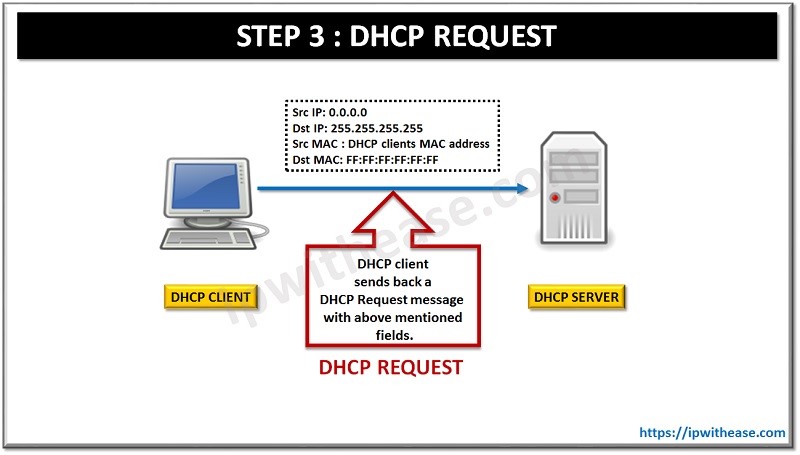 STEP 3 : DHCP REQUEST
Src IP: 0.0.0.0
Dst IP: 255.255.255.255
Src MAC : DHCP clients MAC address
Dst MAC: FF:FF:FF:FF:FF:FF
DHCP client
sends back a
DHCP Request message
with above mentioned
fields.
DHCP CLIENT
DHCP SERVER
DHCP REQUEST
ipwithease.com
https://ipwithease.com